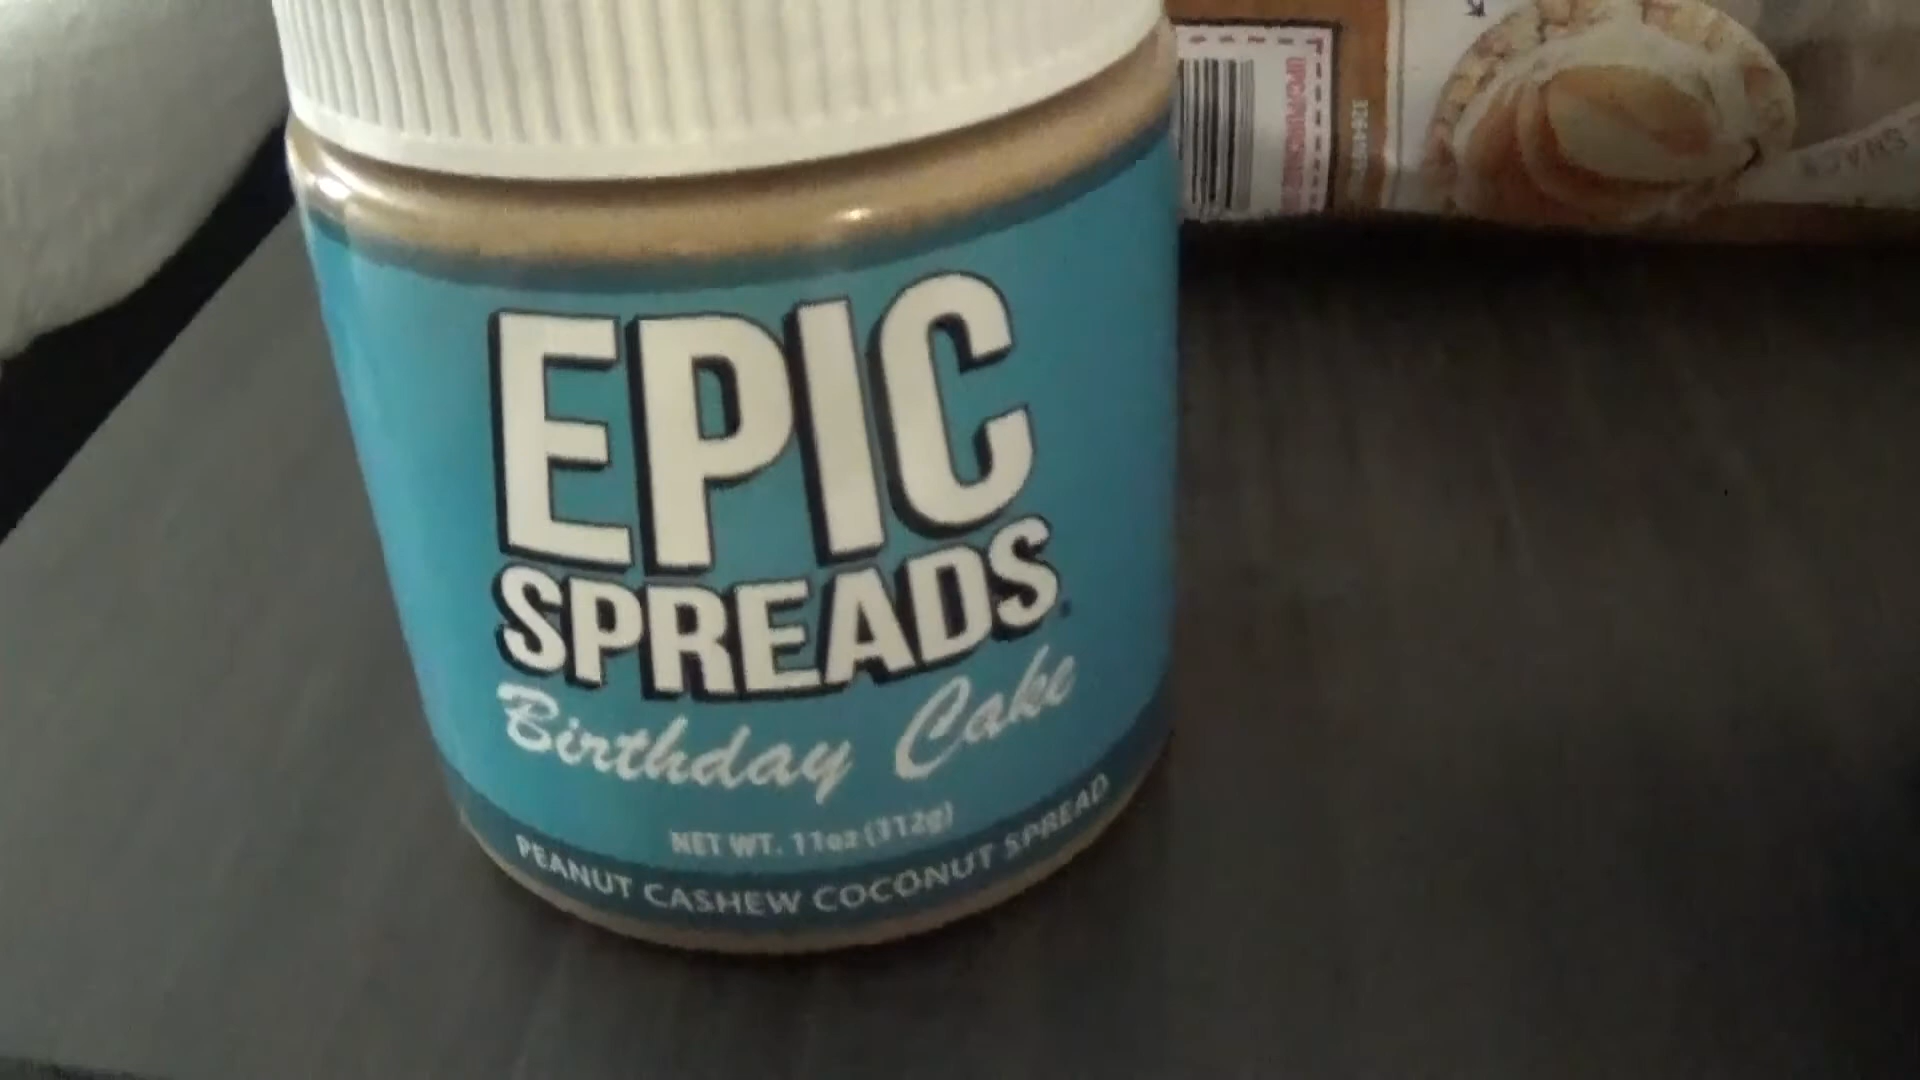 EPIC
SPREADS
Birthday Cake
NET WT. 11oz (312g)
PEANUT CASHEW COCONUT SPREAD